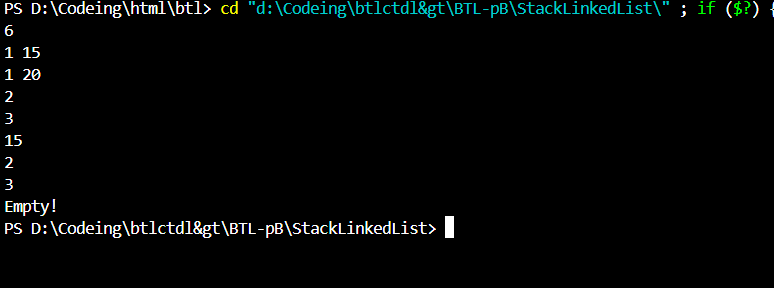 PS D:\Codeing\html\btl> cd "d:\Codeing\btlctdl&gt\BTL-pB\StackLinkedList\" ; if ($?) {
6
1 15
1 20
2
3
15
2
3
Empty!
PS D:\Codeing\btlctdl&gt\BTL-pB\StackLinkedList>